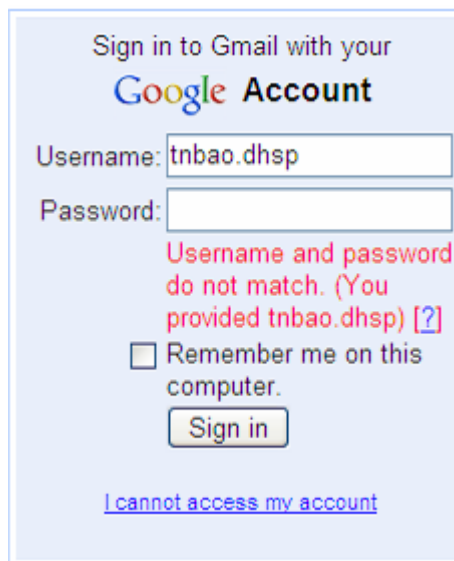 Sign in to Gmail with your
Google Account
Username: tnbao.dhsp
Password:
Username and password
do not match. (You
provided tnbao.dhsp) [?]
Remember me on this
computer.
Sign in
I cannot access my account